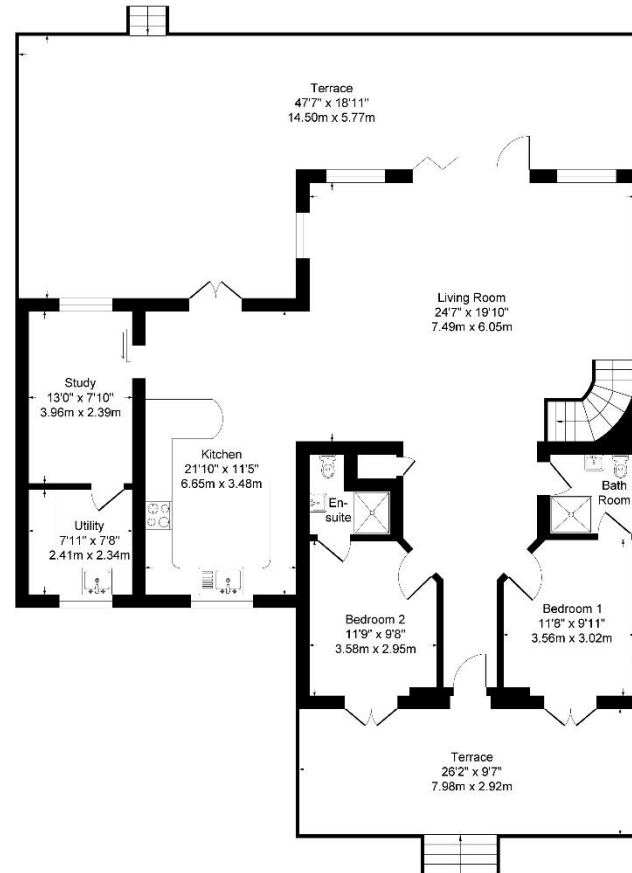 Terrace
47'7" x 18'11"
14.50m x 5.77m
Living Room
24'7" x 19'10"
7.49m x 6.05m
Study
13'0" x 7'10"
3.96m x 2.39m
Kitchen
21'10" x 11'5"
6.65m x 3.48m
En-
suite
Bath
Room
Utility
7'11" x 7'8"
2.41m x 2.34m
Bedroom 2
11'9" x 9'8"
3.58m x 2.95m
Bedroom 1
11'8" x 9'11"
3.56m x 3.02m
Terrace
26'2" x 9'7"
7.98m x 2.92m